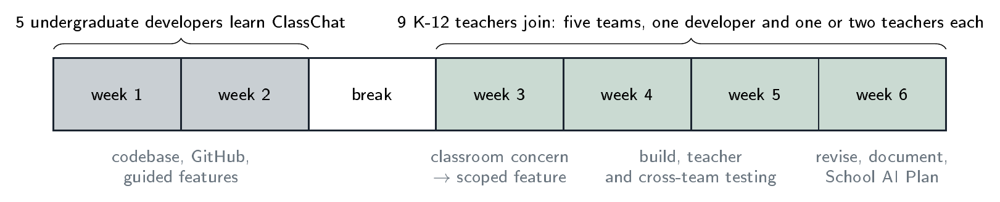 5 undergraduate developers learn ClassChat
9 K-12 teachers join: five teams, one developer and one or two teachers each
week 1
week 2
break
week 3
week 4
week 5
week 6
codebase, GitHub,
guided features
classroom concern
→ scoped feature
build, teacher
and cross-team testing
revise, document,
School AI Plan